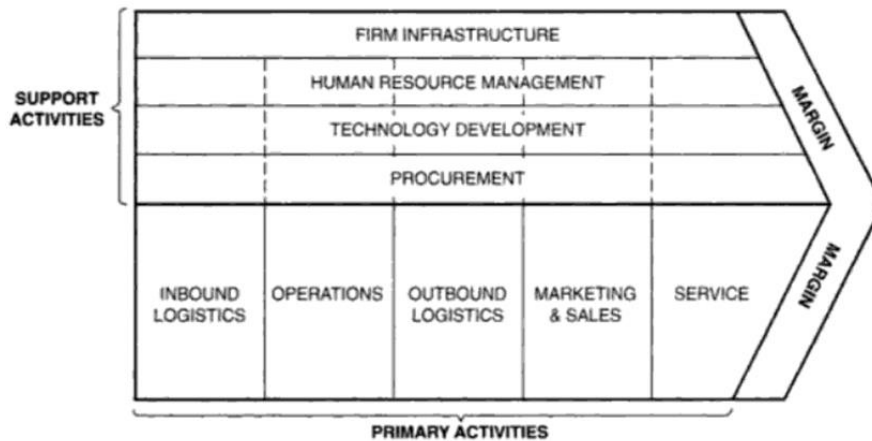 FIRM INFRASTRUCTURE
HUMAN RESOURCE MANAGEMENT
SUPPORT
ACTIVITIES
TECHNOLOGY DEVELOPMENT
PROCUREMENT
MARGIN
INBOUND
LOGISTICS
OPERATIONS
OUTBOUND
LOGISTICS
MARKETING
& SALES
SERVICE
MARGIN
PRIMARY ACTIVITIES